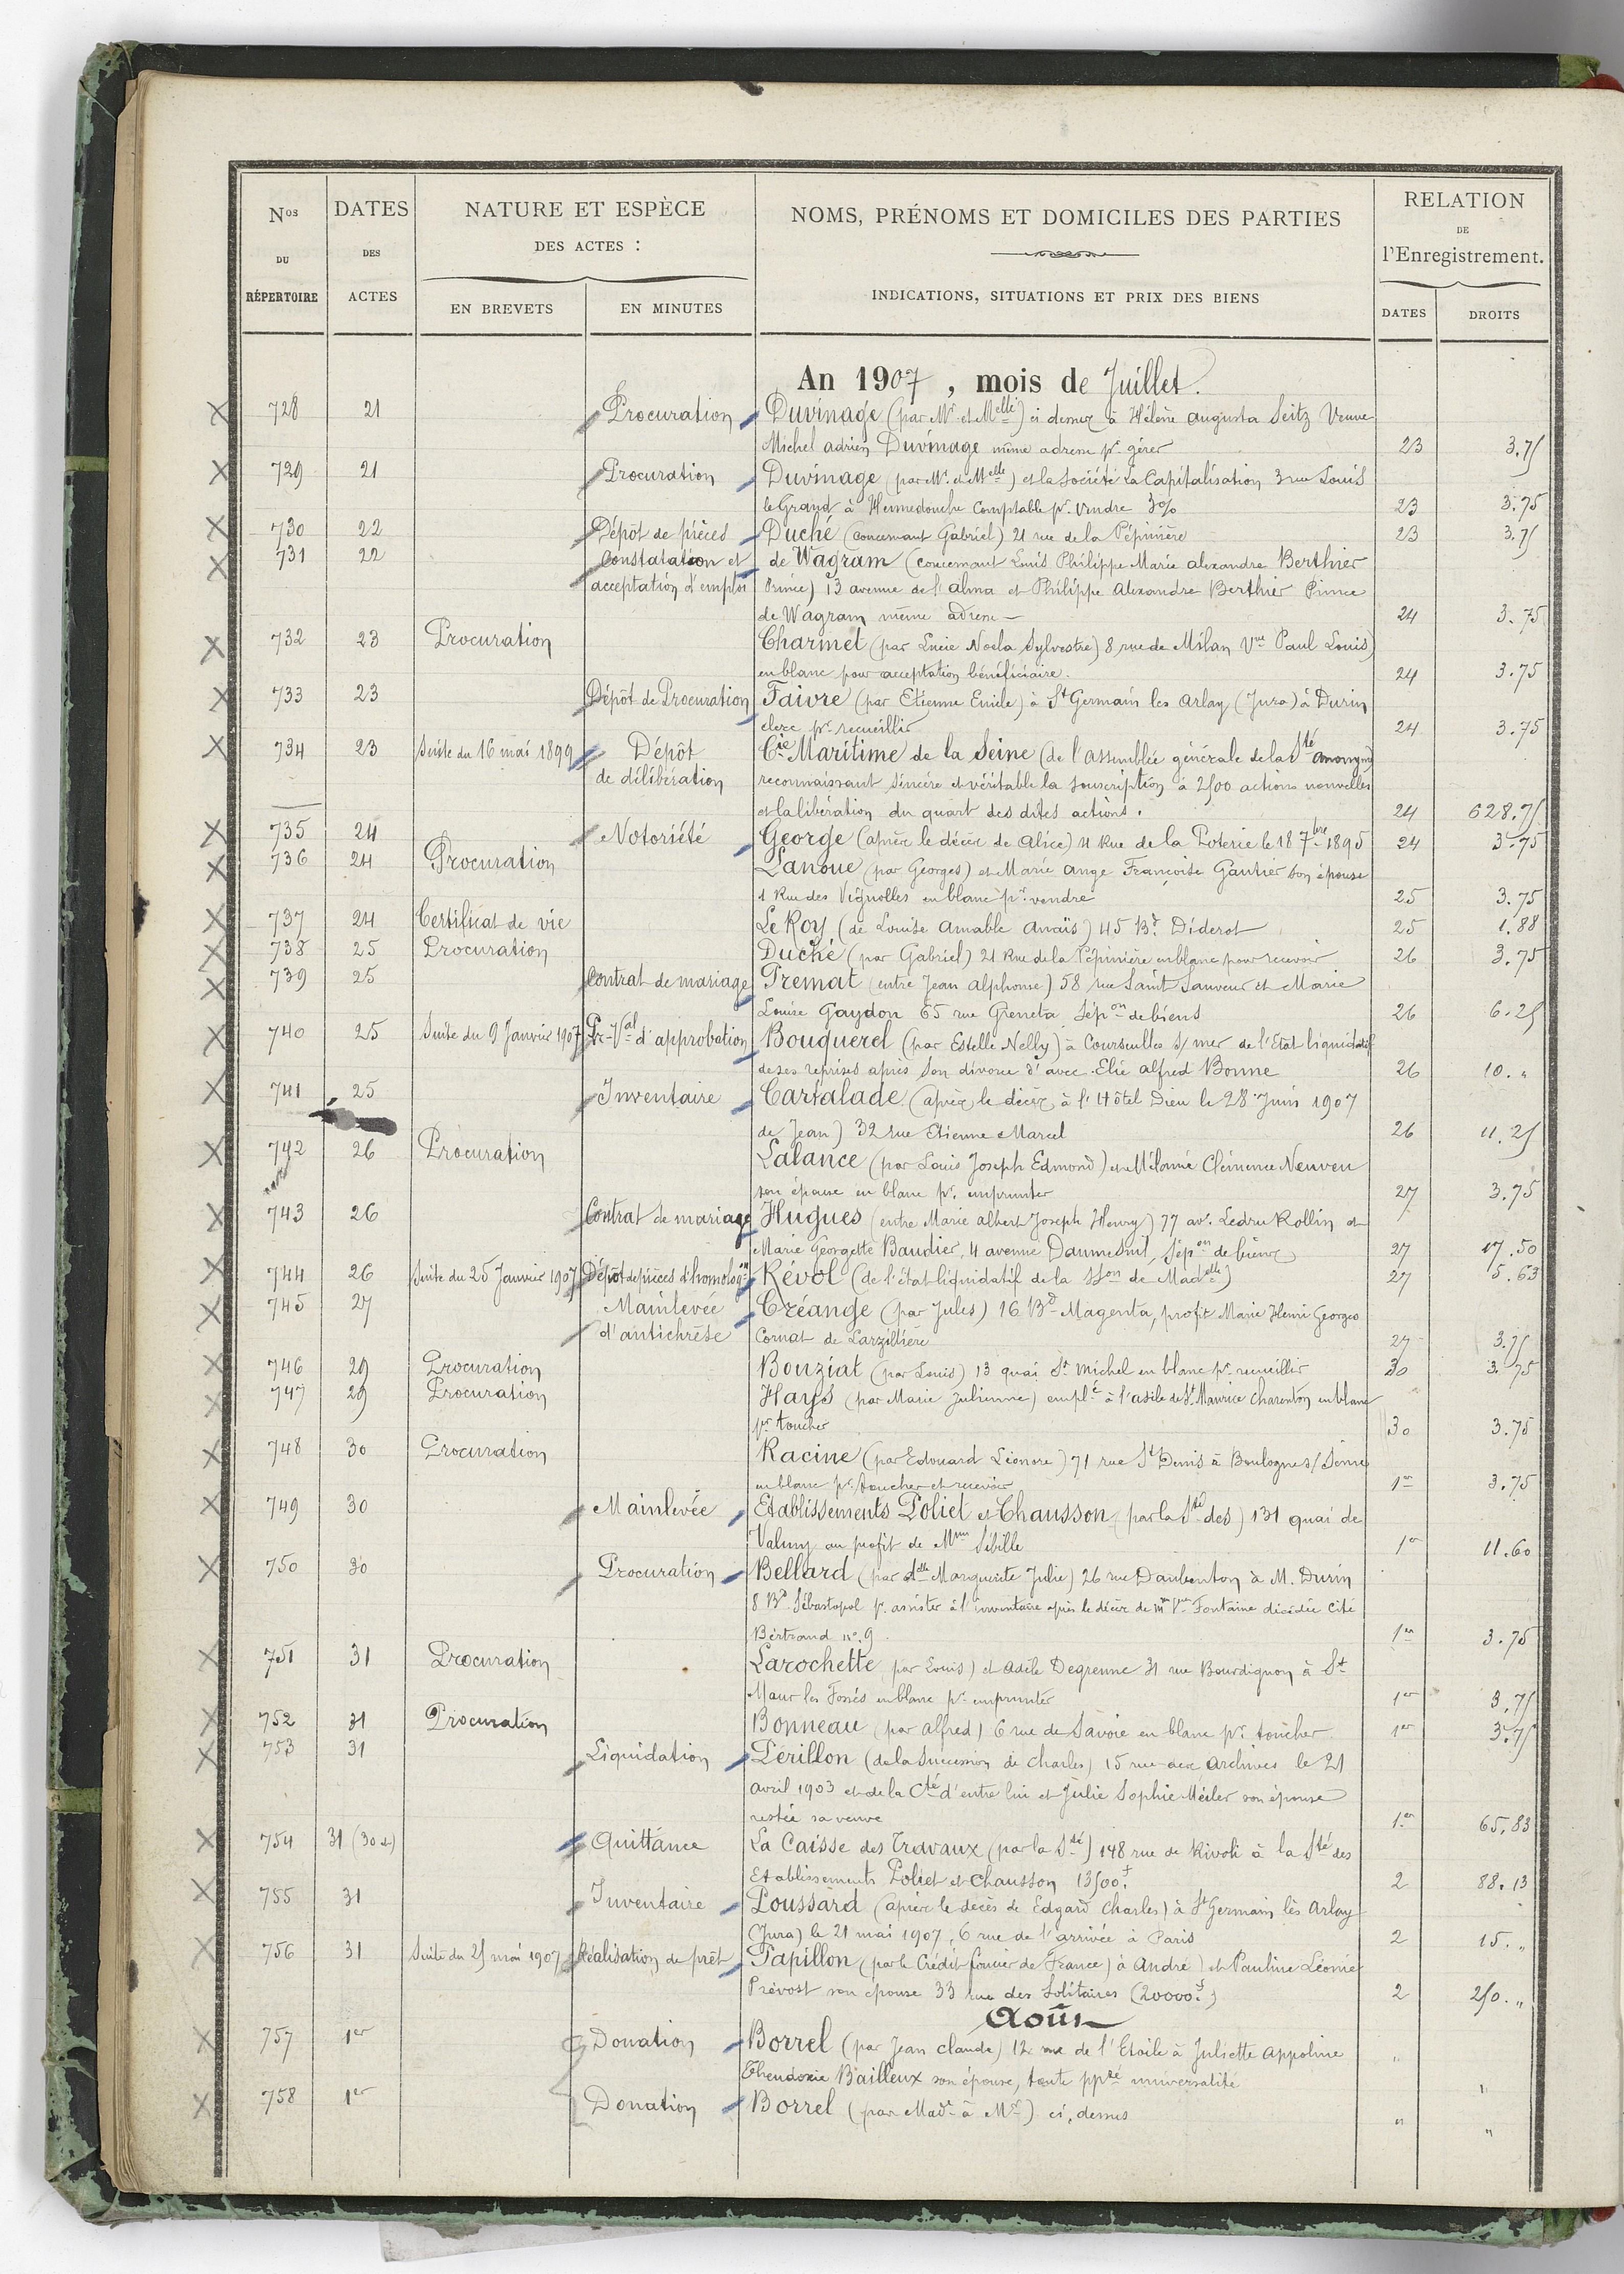 Nos DU RÉPERTOIRE
DATES DES ACTES
NATURE ET ESPÈCE DES ACTES :
EN BREVETS
EN MINUTES
NOMS, PRÉNOMS ET DOMICILES DES PARTIES
INDICATIONS, SITUATIONS ET PRIX DES BIENS
RELATION DE l'Enregistrement.
DATES
DROITS
An 1907, mois de Juillet.
728 21 Procuration Duvinage (par Mr et Melle) ci dessus à Hélène Augusta Seitz Veuve
Michel adrien Duvinage même adresse pr gérer 23 3.75
729 21 Procuration Duvinage (par Mr et Melle) et la Société La Capitalisation 3 rue Louis
le Grand à Hermedouche Comptable pr vendre 3% 23 3.75
730 22 Dépôt de pièces Duché (concernant Gabriel) 21 rue de la Pépinière 23 3.75
731 22 Constatation et de Wagram (concernant Louis Philippe Marie alexandre Berthier
acceptation d'emploi Prince) 13 avenue de l'alma et Philippe Alexandre Berthier Prince
de Wagram même adresse – 24 3.75
732 23 Procuration Charmet (par Lucie Noela Sylvestre) 8 rue de Milan Vve Paul Louis)
en blanc pour acceptation bénéficiaire. 24 3.75
733 23 Dépôt de Procuration Faivre (par Etienne Emile) à St Germain les Arlay (Jura) à Durin
clerc pr recueillir 24 3.75
734 23 Suite du 16 mai 1899 Dépôt Cie Maritime de la Seine (de l'assemblée générale de la Sté anonyme)
de délibération reconnaissant sincère et véritable la souscription à 2500 actions nouvelles
et la libération du quart des dites actions. 24 628.75
735 24 Notoriété George (après le décès de Alice) 4 Rue de la Poterie le 18 7bre 1895 24 3.75
736 24 Procuration Lanoue (par Georges) et Marie ange Françoise Gautier son épouse
1 Rue des Vignolles en blanc pr vendre 25 3.75
737 24 Certificat de vie Le Roy (de Louise Amable Anaïs) 45 Bd Diderot 25 1.88
738 25 Procuration Duché (par Gabriel) 21 Rue de la Pépinière en blanc pour recevoir 26 3.75
739 25 Contrat de mariage Premat (entre Jean alphonse) 58 rue Saint Sauveur et Marie
Louise Gaydon 65 rue Greneta Sépon de biens 26 6.25
740 25 Suite du 9 Janvier 1907 Pr-Val d'approbation Bouquerel (par Estelle Nelly) à Courseulles s/ mer de l'Etat liquidatif
de ses reprises après son divorce d'avec Elie alfred Bonne 26 10. "
741 25 Inventaire Cartalade (après le décès à l'Hôtel Dieu le 28 Juin 1907
de Jean) 32 rue Etienne Marcel 26 11.25
742 26 Procuration Lalance (par Louis Joseph Edmond) et Mélanie Clémence Neuveu
son épouse en blanc pr emprunter 27 3.75
743 26 Contrat de mariage Hugues (entre Marie albert Joseph Henry) 77 av. Ledru Rollin et
Marie Georgette Baudier, 4 avenue Daumesnil, Sépon de biens 27 17.50
744 26 Suite du 25 Janvier 1907 Dépôt de pièces d'homologon Révol (de l'état liquidatif de la SSon de Madelle) 27 5.63
745 27 Mainlevée Créange (par Jules) 16 Bd Magenta, profit Marie Henri Georges
d'antichrèse Cornat de Larzillière 27 3.75
746 29 Procuration Bouziat (par Louis) 13 quai St Michel en blanc pr recueillir 30 3.75
747 29 Procuration Hays (par Marie Julienne) emplé à l'asile de St Maurice Charenton en blanc
pr toucher 30 3.75
748 30 Procuration Racine (par Edouard Léonore) 71 rue St Denis à Boulogne s/ Seine
en blanc pr toucher et recevoir 1er 3.75
749 30 Mainlevée Etablissements Poliet et Chausson (par la Sté des) 131 quai de
Valmy au profit de Mme Sébille 1er 11.60
750 30 Procuration Bellard (par Delle Marguerite Julie) 26 rue Daubenton à M. Durin
8 Bd Sébastopol pr assister à l'inventaire après le décès de Mme Vve Fontaine décédée cité
Bertrand no. 9 1er 3.75
751 31 Procuration Larochette par Louis) et Adèle Degrenne 31 rue Bourdignon à St
Maur les Fossés en blanc pr emprunter 1er 3.75
752 31 Procuration Bonneau (par alfred) 6 rue de Savoie en blanc pr toucher 1er 3.75
753 31 Liquidation Périllon (de la Succession de Charles) 15 rue des Archives le 21
Avril 1903 et de la Cté d'entre lui et Julie Sophie Meiler son épouse
restée sa veuve 1er 65.83
754 31 (30 et) Quittance La Caisse des Travaux (par la Sté) 148 rue de Rivoli à la Sté des
Etablissements Poliet et Chausson 13500f 2 88.13
755 31 Inventaire Poussard (après le décès de Edgard Charles) à St Germain lès Arlay
(Jura) le 21 mai 1907, 6 rue de l'arrivée à Paris 2 15. "
756 31 Suite du 25 mai 1907 Réalisation de prêt Papillon (par le Crédit foncier de France) à André) et Pauline Léonie
Prévost son épouse 33 rue des Solitaires (20000f) 2 250. "
Août
757 1er Donation Borrel (par Jean Claude) 12 rue de l'Etoile à Juliette Appoline "
Theudoxie Bailleux son épouse, toute ppté universalité "
758 1er Donation Borrel (par Made à Mr) ci, dessus " "